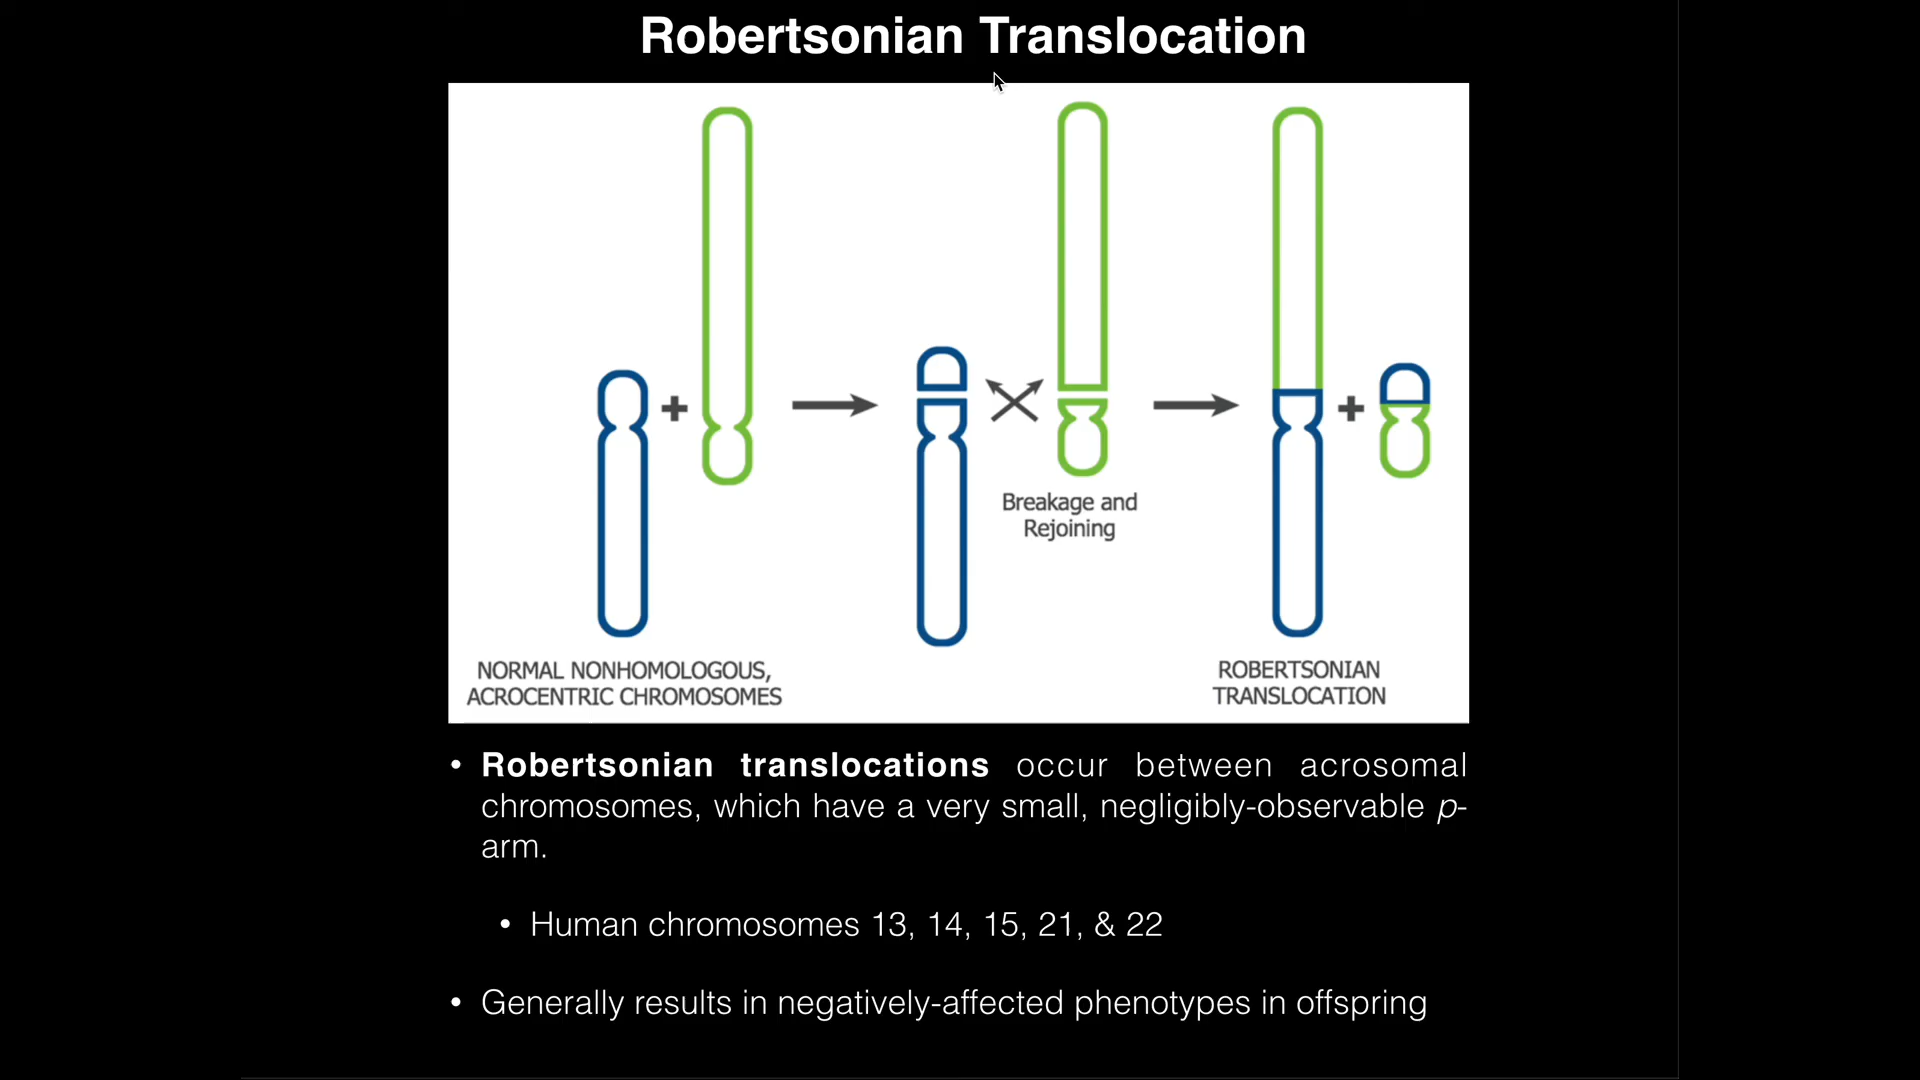 Robertsonian Translocation
Breakage and
Rejoining
NORMAL NONHOMOLOGOUS,
ACROCENTRIC CHROMOSOMES
ROBERTSONIAN
TRANSLOCATION
• Robertsonian translocations occur between acrosomal
chromosomes, which have a very small, negligibly-observable p-
arm.
• Human chromosomes 13, 14, 15, 21, & 22
• Generally results in negatively-affected phenotypes in offspring